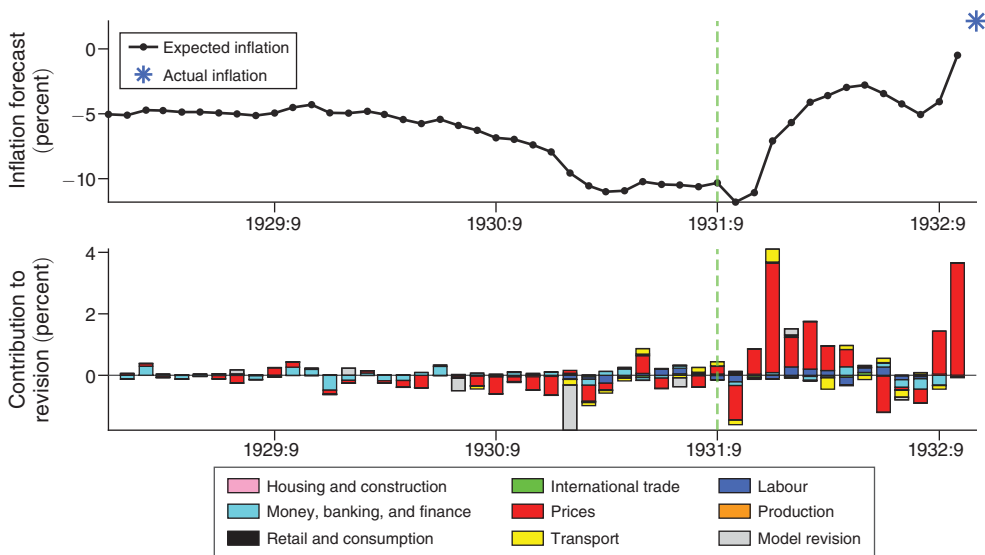 Inflation forecast
(percent)
0
−5
−10
Expected inflation
Actual inflation
1929:9
1930:9
1931:9
1932:9
Contribution to
revision (percent)
4
2
0
1929:9
1930:9
1931:9
1932:9
Housing and construction
International trade
Labour
Money, banking, and finance
Prices
Production
Retail and consumption
Transport
Model revision